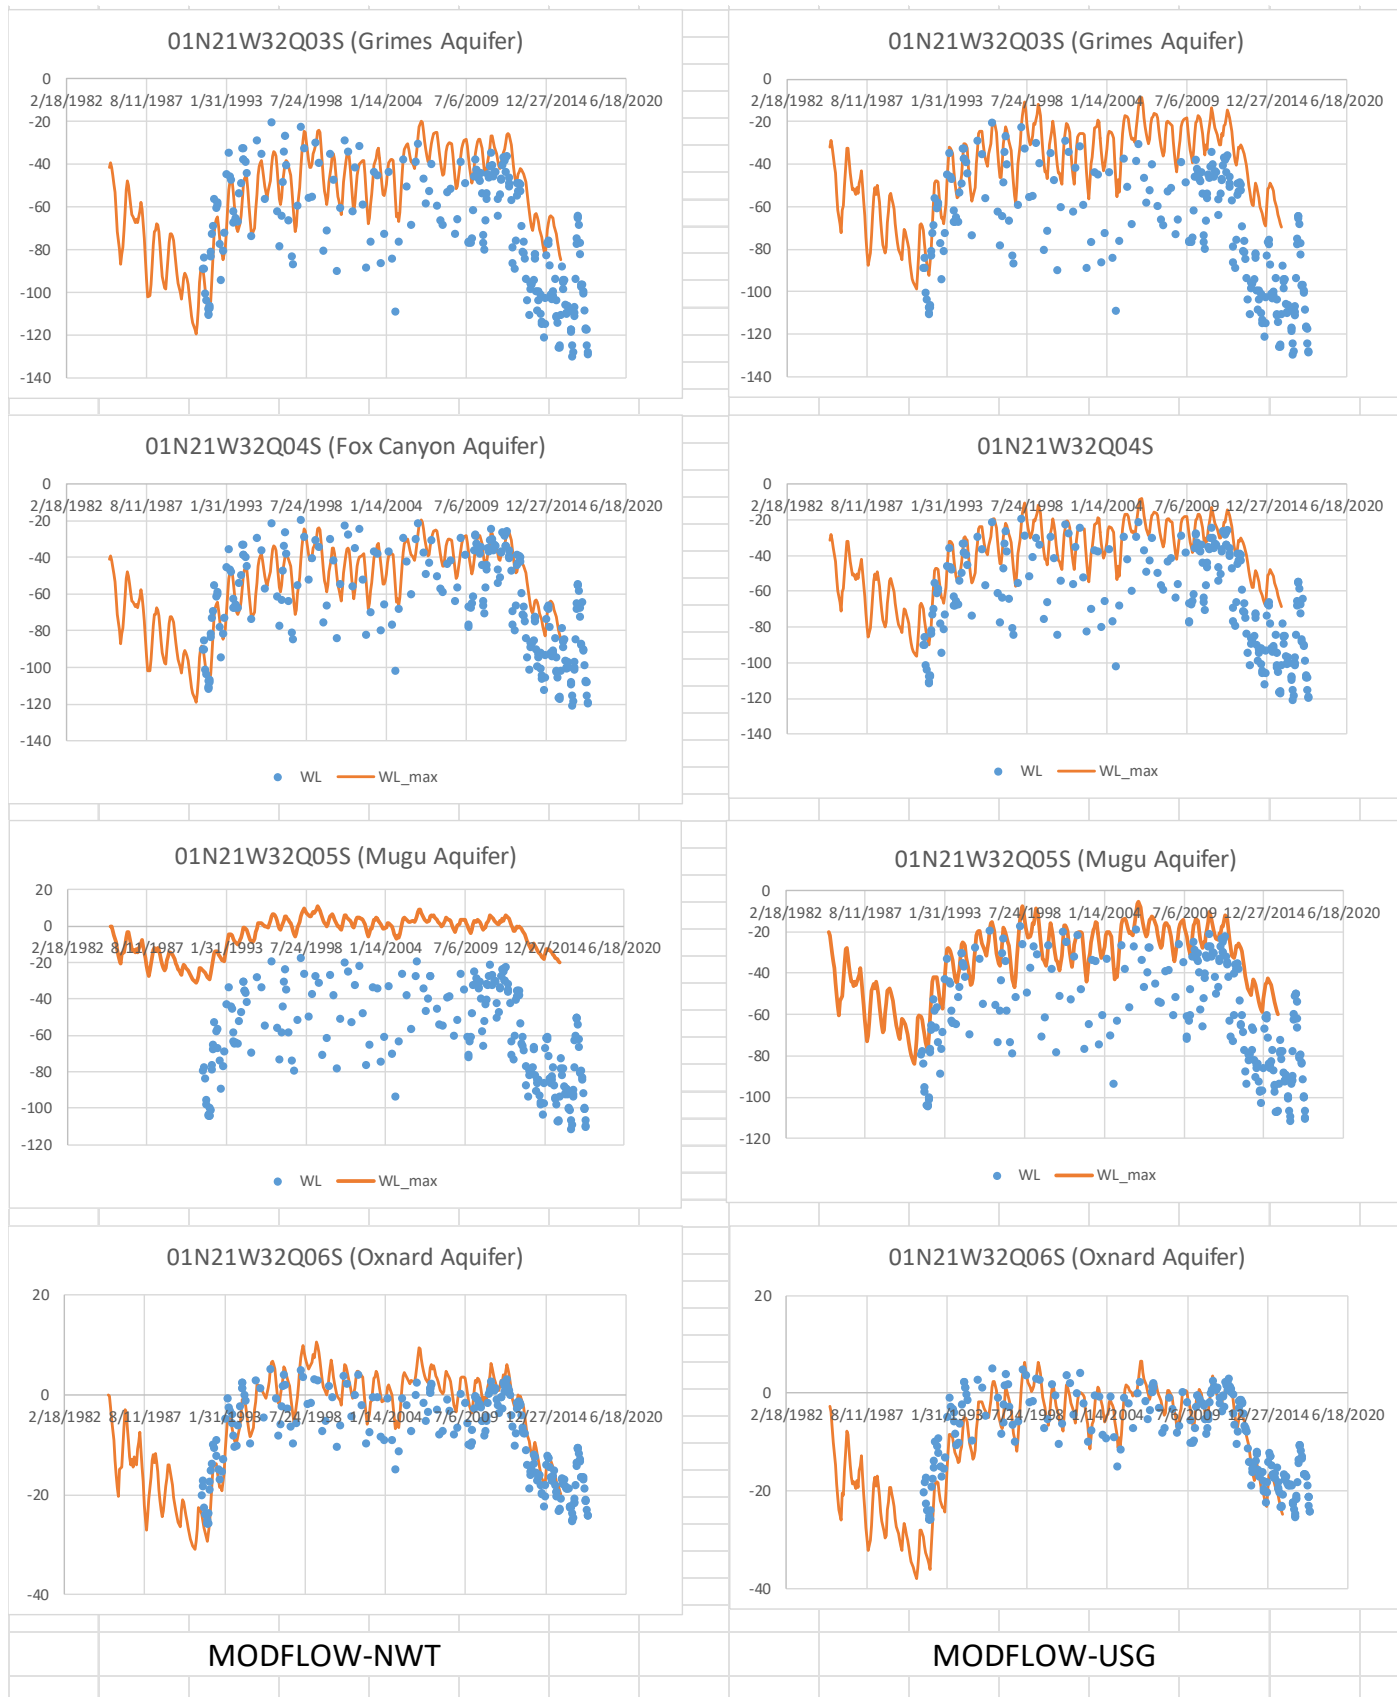 01N21W32Q03S (Grimes Aquifer)
0
2/18/1982 8/11/1987 1/31/1993 7/24/1998 1/14/2004 7/6/2009 12/27/2014 6/18/2020
-20
-40
-60
-80
-100
-120
-140
01N21W32Q03S (Grimes Aquifer)
0
2/18/1982 8/11/1987 1/31/1993 7/24/1998 1/14/2004 7/6/2009 12/27/2014 6/18/2020
-20
-40
-60
-80
-100
-120
-140
01N21W32Q04S (Fox Canyon Aquifer)
0
2/18/1982 8/11/1987 1/31/1993 7/24/1998 1/14/2004 7/6/2009 12/27/2014 6/18/2020
-20
-40
-60
-80
-100
-120
-140
WL WL_max
01N21W32Q04S
0
2/18/1982 8/11/1987 1/31/1993 7/24/1998 1/14/2004 7/6/2009 12/27/2014 6/18/2020
-20
-40
-60
-80
-100
-120
-140
WL WL_max
01N21W32Q05S (Mugu Aquifer)
20
0
2/18/1982 8/11/1987 1/31/1993 7/24/1998 1/14/2004 7/6/2009 12/27/2014 6/18/2020
-20
-40
-60
-80
-100
-120
WL WL_max
01N21W32Q05S (Mugu Aquifer)
0
2/18/1982 8/11/1987 1/31/1993 7/24/1998 1/14/2004 7/6/2009 12/27/2014 6/18/2020
-20
-40
-60
-80
-100
-120
WL WL_max
01N21W32Q06S (Oxnard Aquifer)
20
0
2/18/1982 8/11/1987 1/31/1993 7/24/1998 1/14/2004 7/6/2009 12/27/2014 6/18/2020
-20
-40
01N21W32Q06S (Oxnard Aquifer)
20
0
2/18/1982 8/11/1987 1/31/1993 7/24/1998 1/14/2004 7/6/2009 12/27/2014 6/18/2020
-20
-40
MODFLOW-NWT
MODFLOW-USG